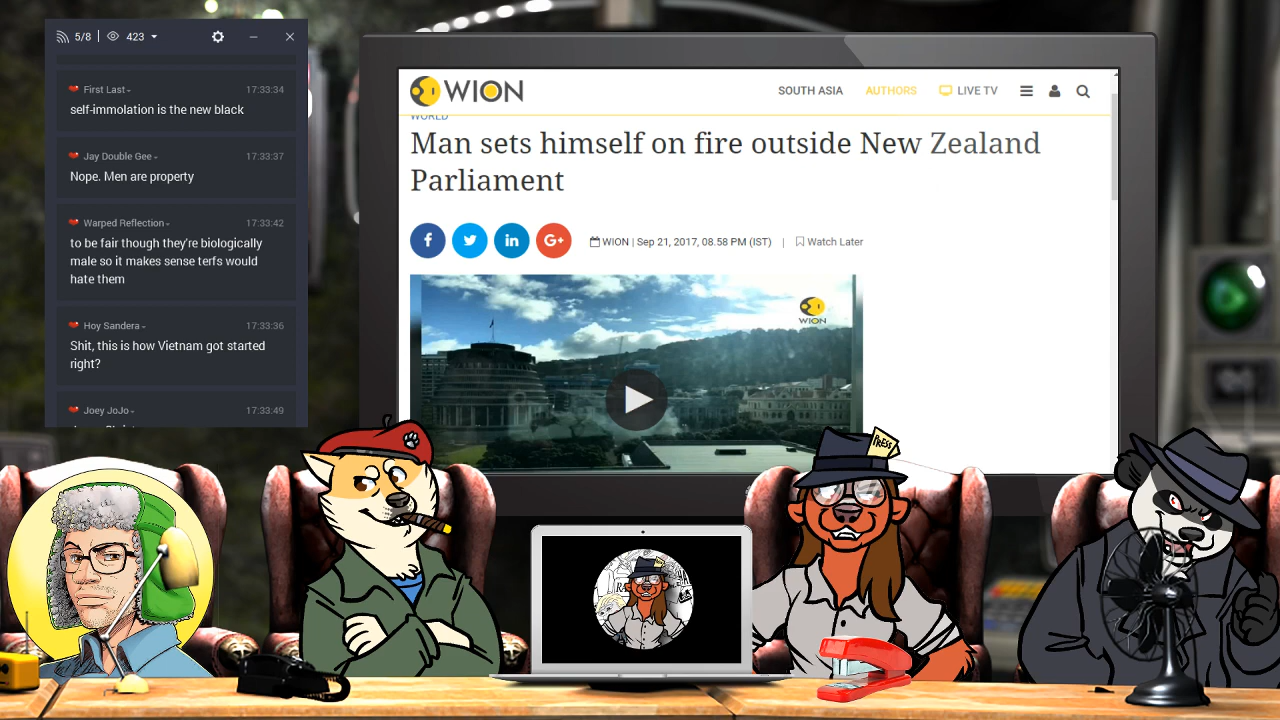 5/8 | 423
First Last
17:33:34
self-immolation is the new black
Jay Double Gee
17:33:37
Nope. Men are property
Warped Reflection
17:33:42
to be fair though they're biologically
male so it makes sense terfs would
hate them
Hoy Sandera
17:33:36
Shit, this is how Vietnam got started
right?
Joey JoJo
17:33:49
WION
SOUTH ASIA AUTHORS LIVE TV
WORLD
Man sets himself on fire outside New Zealand
Parliament
WION | Sep 21, 2017, 08.58 PM (IST) | Watch Later
WION
PRESS